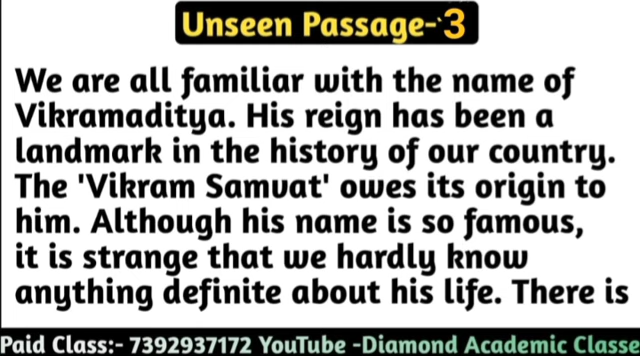 Unseen Passage-3
We are all familiar with the name of
Vikramaditya. His reign has been a
landmark in the history of our country.
The 'Vikram Samvat' owes its origin to
him. Although his name is so famous,
it is strange that we hardly know
anything definite about his life. There is
Paid Class:- 7392937172 YouTube -Diamond Academic Classe